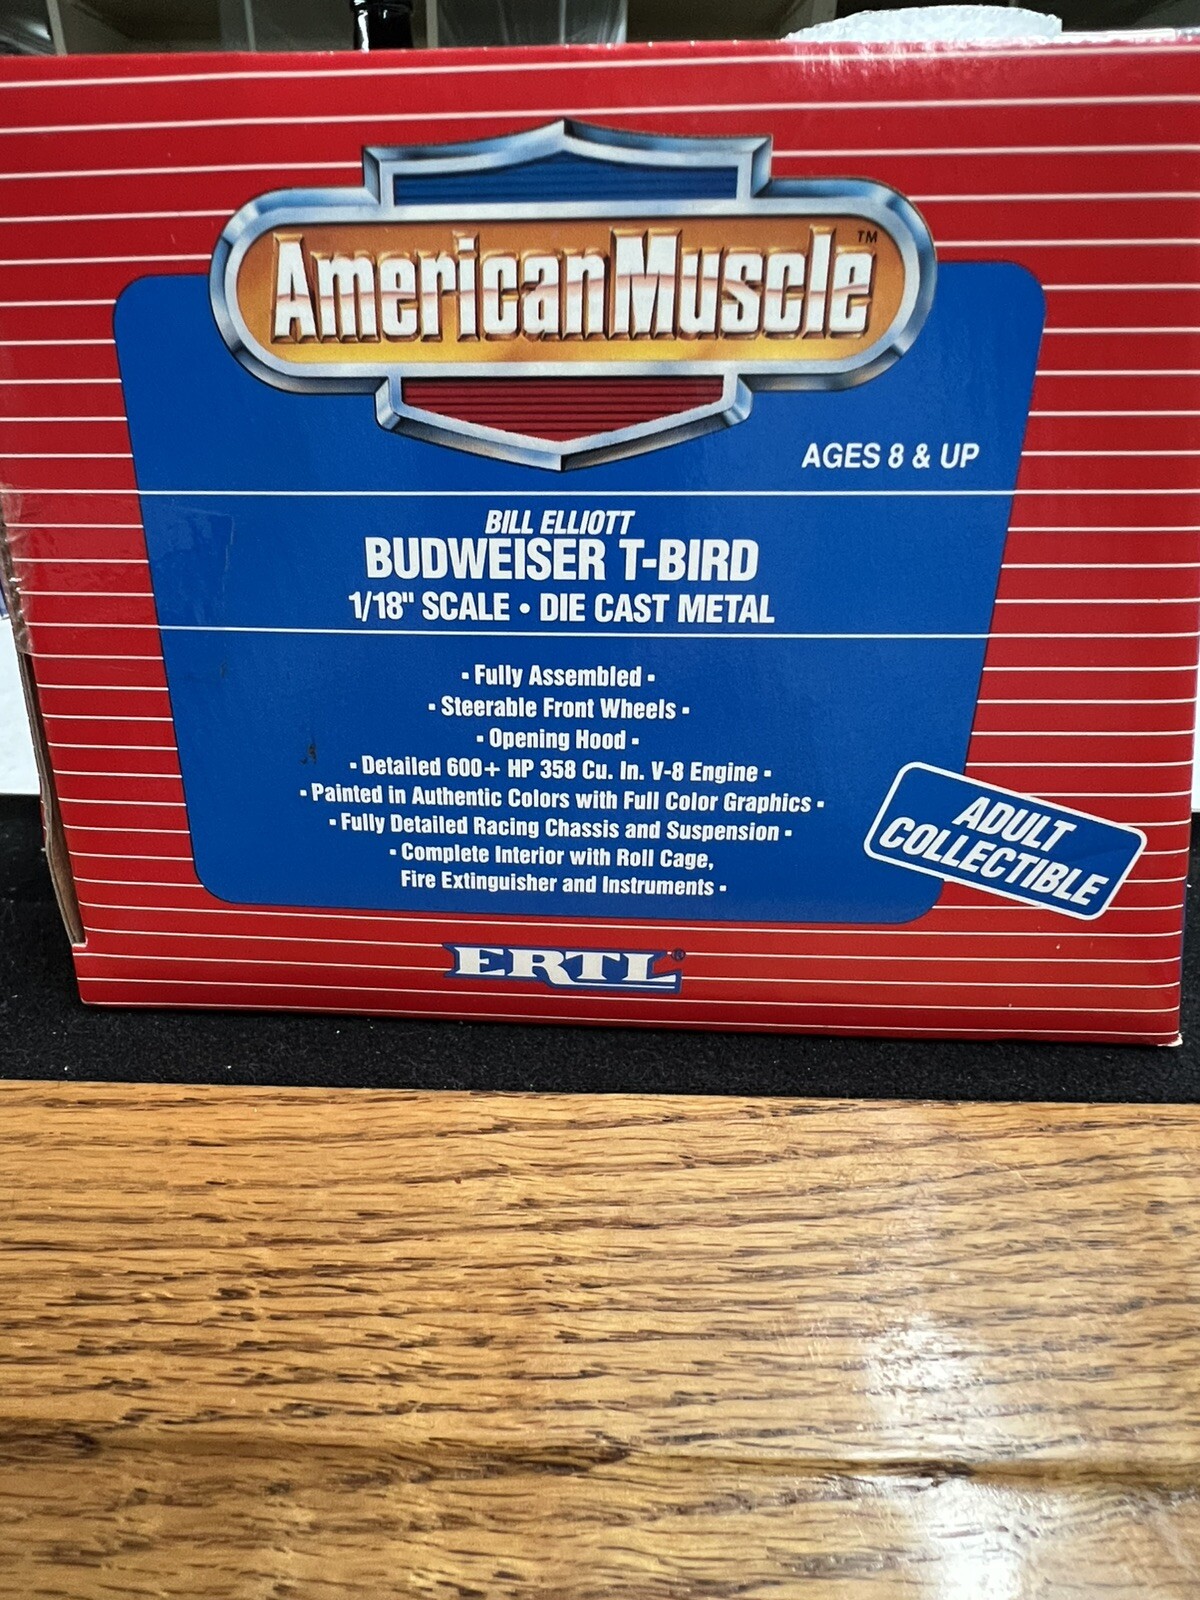 AmericanMuscle™
AGES 8 & UP
BILL ELLIOTT
BUDWEISER T-BIRD
1/18" SCALE • DIE CAST METAL
▪ Fully Assembled ▪
▪ Steerable Front Wheels ▪
▪ Opening Hood ▪
▪ Detailed 600+ HP 358 Cu. In. V-8 Engine ▪
▪ Painted in Authentic Colors with Full Color Graphics ▪
▪ Fully Detailed Racing Chassis and Suspension ▪
▪ Complete Interior with Roll Cage,
Fire Extinguisher and Instruments ▪
ADULT
COLLECTIBLE
ERTL®